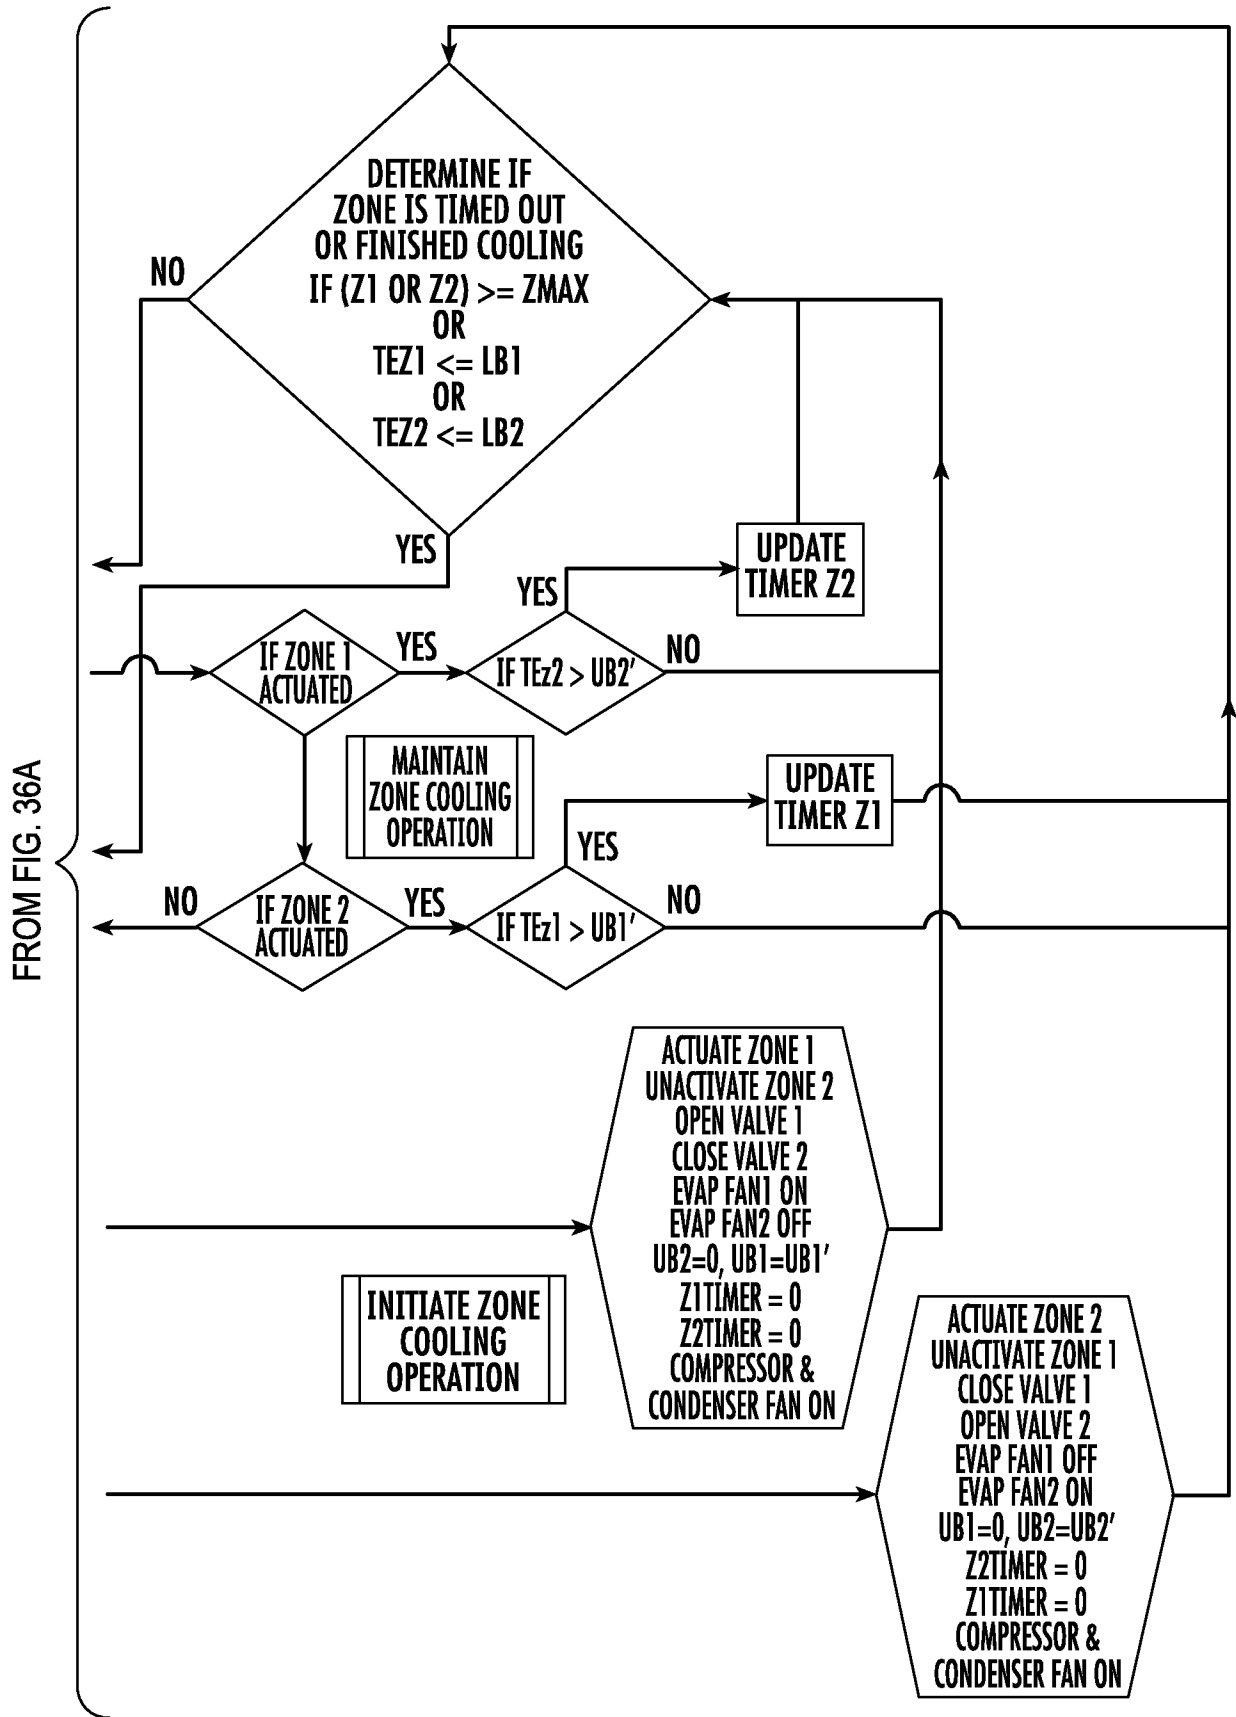 DETERMINE IF
ZONE IS TIMED OUT
OR FINISHED COOLING
IF (Z1 OR Z2) >= ZMAX
OR
TEZ1 <= LB1
OR
TEZ2 <= LB2
NO
YES
UPDATE
TIMER Z2
YES
IF ZONE 1
ACTUATED
YES
IF TEz2 > UB2'
NO
MAINTAIN
ZONE COOLING
OPERATION
UPDATE
TIMER Z1
YES
NO
IF ZONE 2
ACTUATED
YES
IF TEz1 > UB1'
NO
FROM FIG. 36A
ACTUATE ZONE 1
UNACTIVATE ZONE 2
OPEN VALVE 1
CLOSE VALVE 2
EVAP FAN1 ON
EVAP FAN2 OFF
UB2=0, UB1=UB1'
Z1TIMER = 0
Z2TIMER = 0
COMPRESSOR &
CONDENSER FAN ON
INITIATE ZONE
COOLING
OPERATION
ACTUATE ZONE 2
UNACTIVATE ZONE 1
CLOSE VALVE 1
OPEN VALVE 2
EVAP FAN1 OFF
EVAP FAN2 ON
UB1=0, UB2=UB2'
Z2TIMER = 0
Z1TIMER = 0
COMPRESSOR &
CONDENSER FAN ON